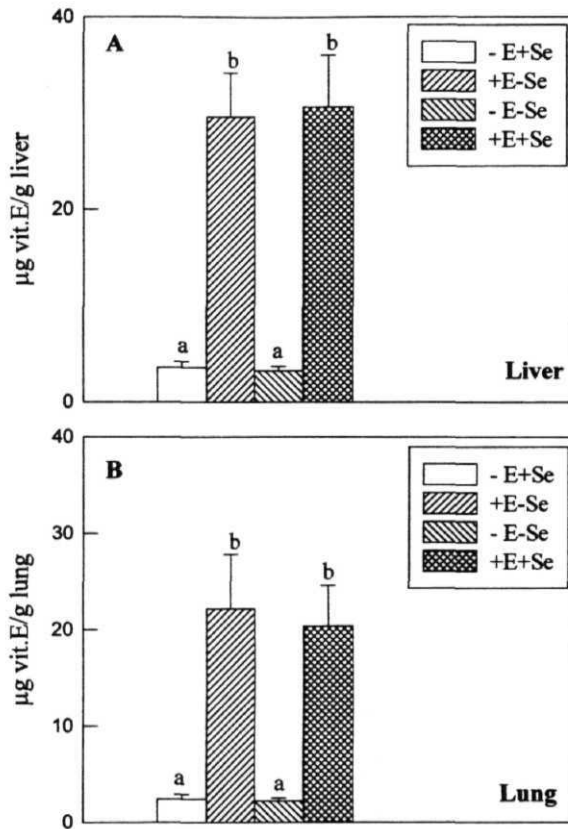 40
A
b
b
- E+Se
+E-Se
- E-Se
+E+Se
20
µg vit.E/g liver
a
a
Liver
0
40
B
- E+Se
+E-Se
- E-Se
+E+Se
30
b
b
20
µg vit.E/g lung
10
a
a
Lung
0